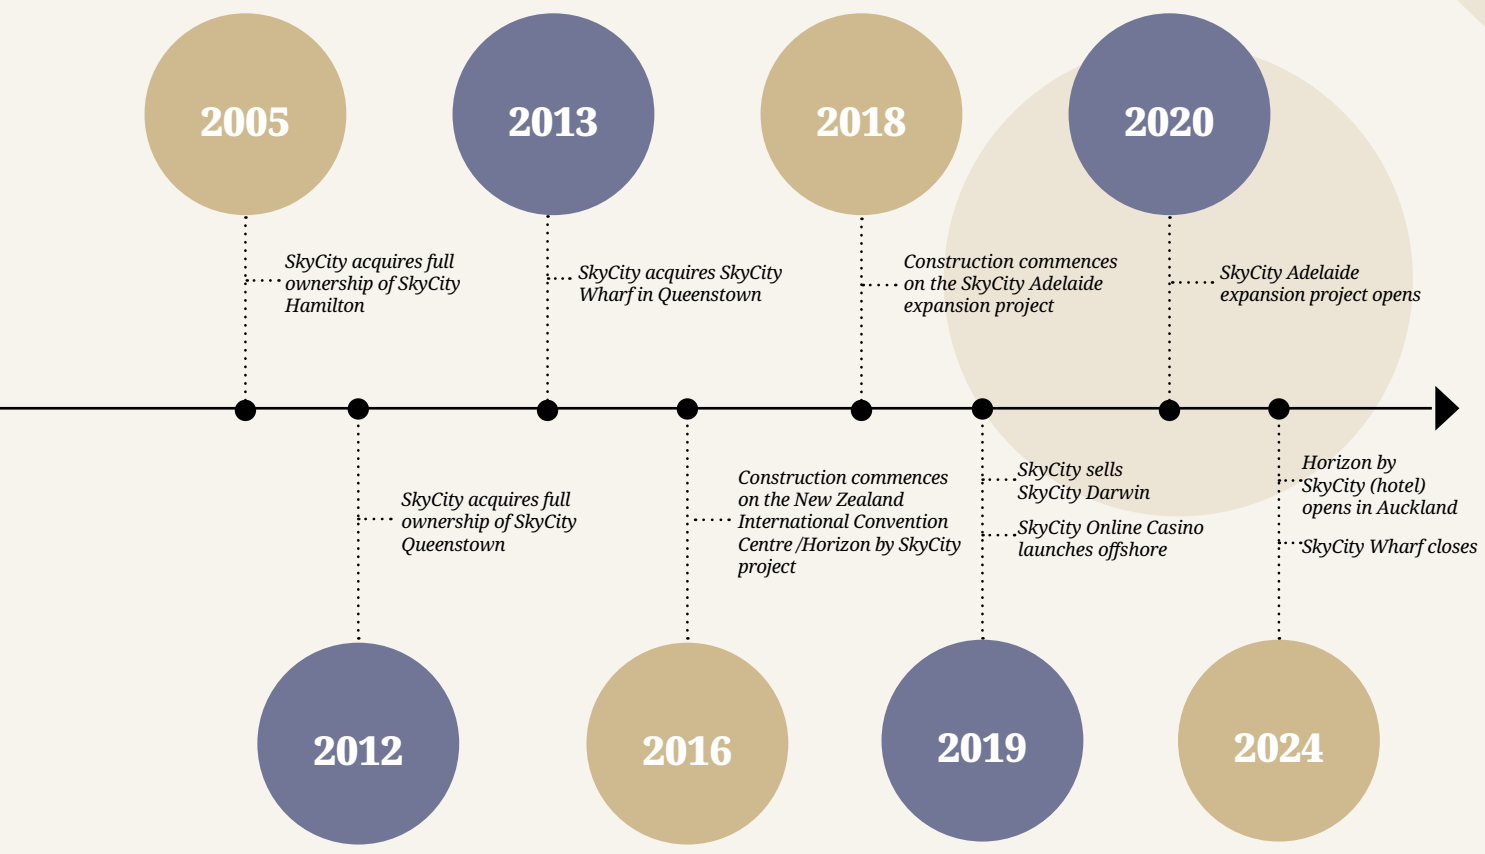 2005
2013
2018
2020
SkyCity acquires full
ownership of SkyCity
Hamilton
SkyCity acquires SkyCity
Wharf in Queenstown
Construction commences
on the SkyCity Adelaide
expansion project
SkyCity Adelaide
expansion project opens
SkyCity acquires full
ownership of SkyCity
Queenstown
Construction commences
on the New Zealand
International Convention
Centre /Horizon by SkyCity
project
SkyCity sells
SkyCity Darwin
SkyCity Online Casino
launches offshore
Horizon by
SkyCity (hotel)
opens in Auckland
SkyCity Wharf closes
2012
2016
2019
2024